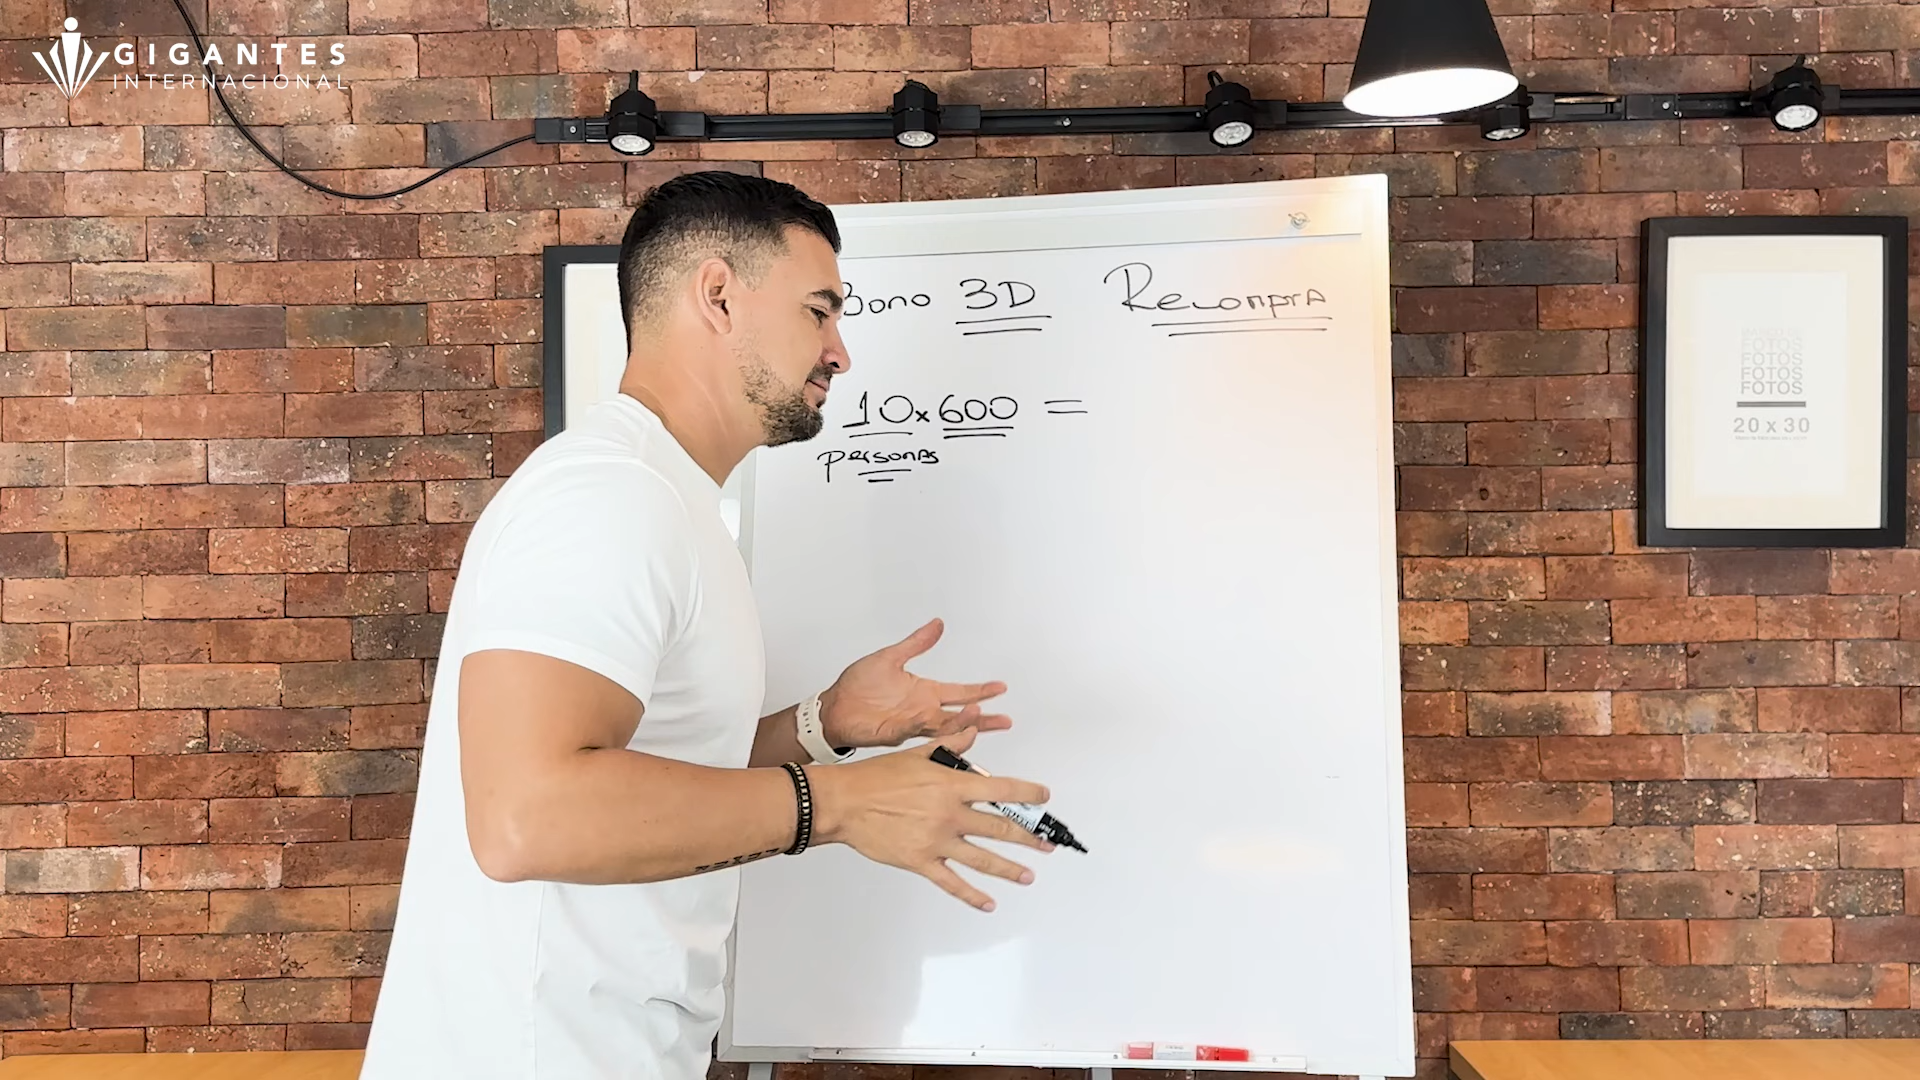 GIGANTES
INTERNACIONAL
Bono 3D Recompra
10x600 =
personas
FOTOS
FOTOS
FOTOS
FOTOS
20 x 30